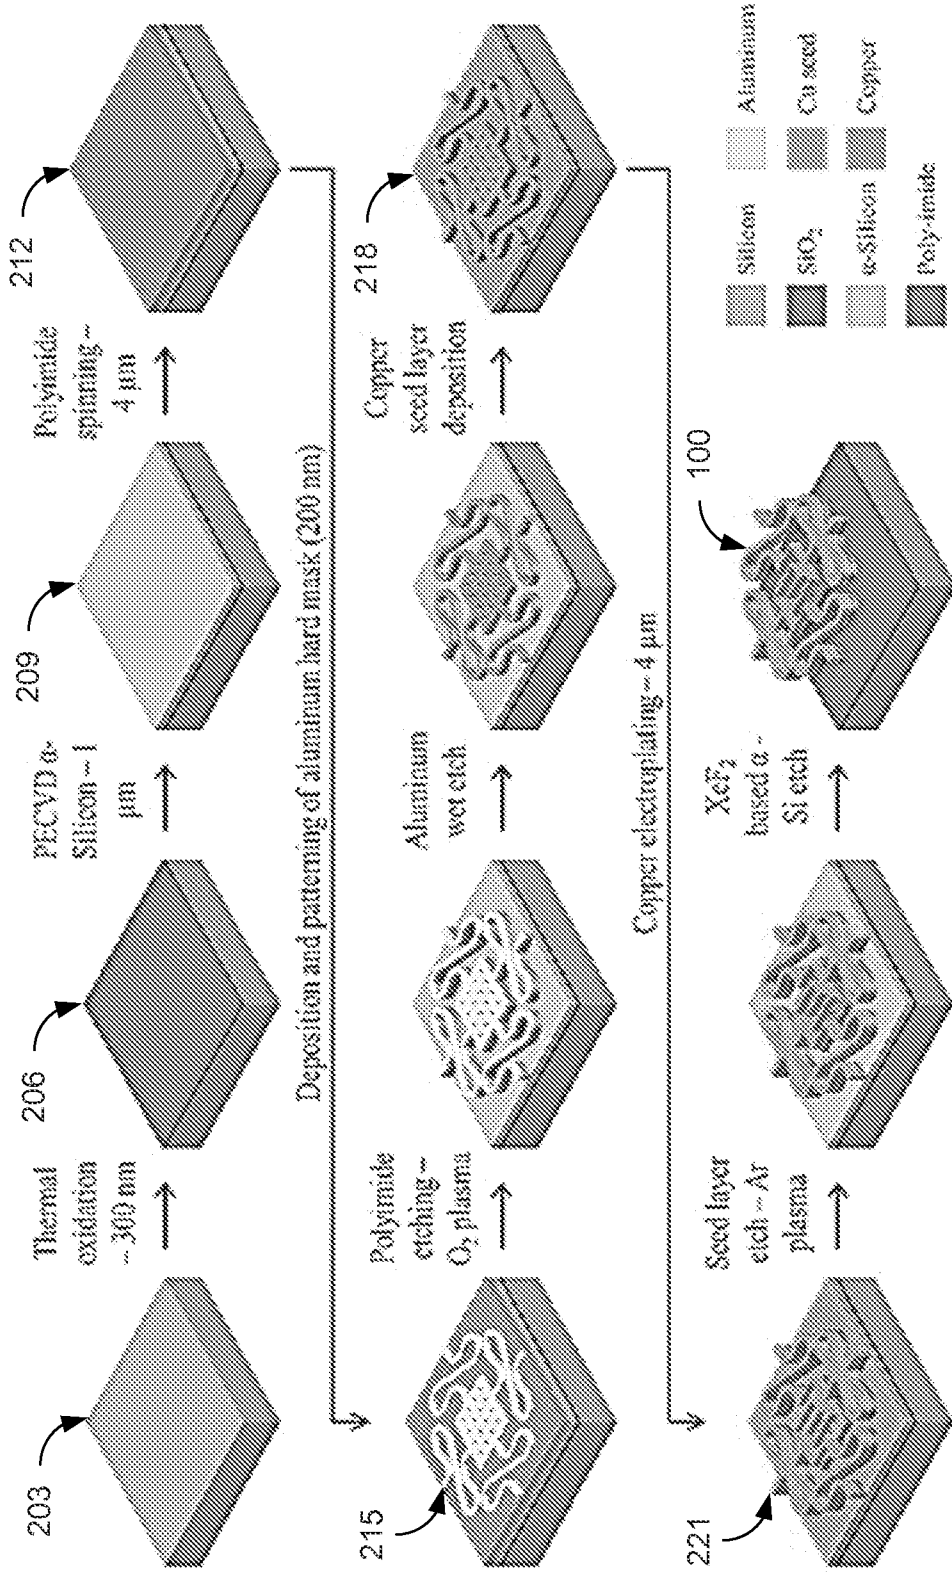 203
Thermal
oxidation
~300 nm
206
PECVD α-
Silicon ~ 1
μm
209
Polyimide
spinning ~
4 μm
212
Deposition and patterning of aluminum hard mask (200 nm)
215
Polyimide
etching ~
O₂ plasma
Aluminum
wet etch
Copper
seed layer
deposition
218
Copper electroplating ~ 4 μm
221
Seed layer
etch ~ Ar
plasma
XeF₂
based α -
Si etch
100
Silicon
SiO₂
α-Silicon
Poly-imide
Aluminum
Cu seed
Copper